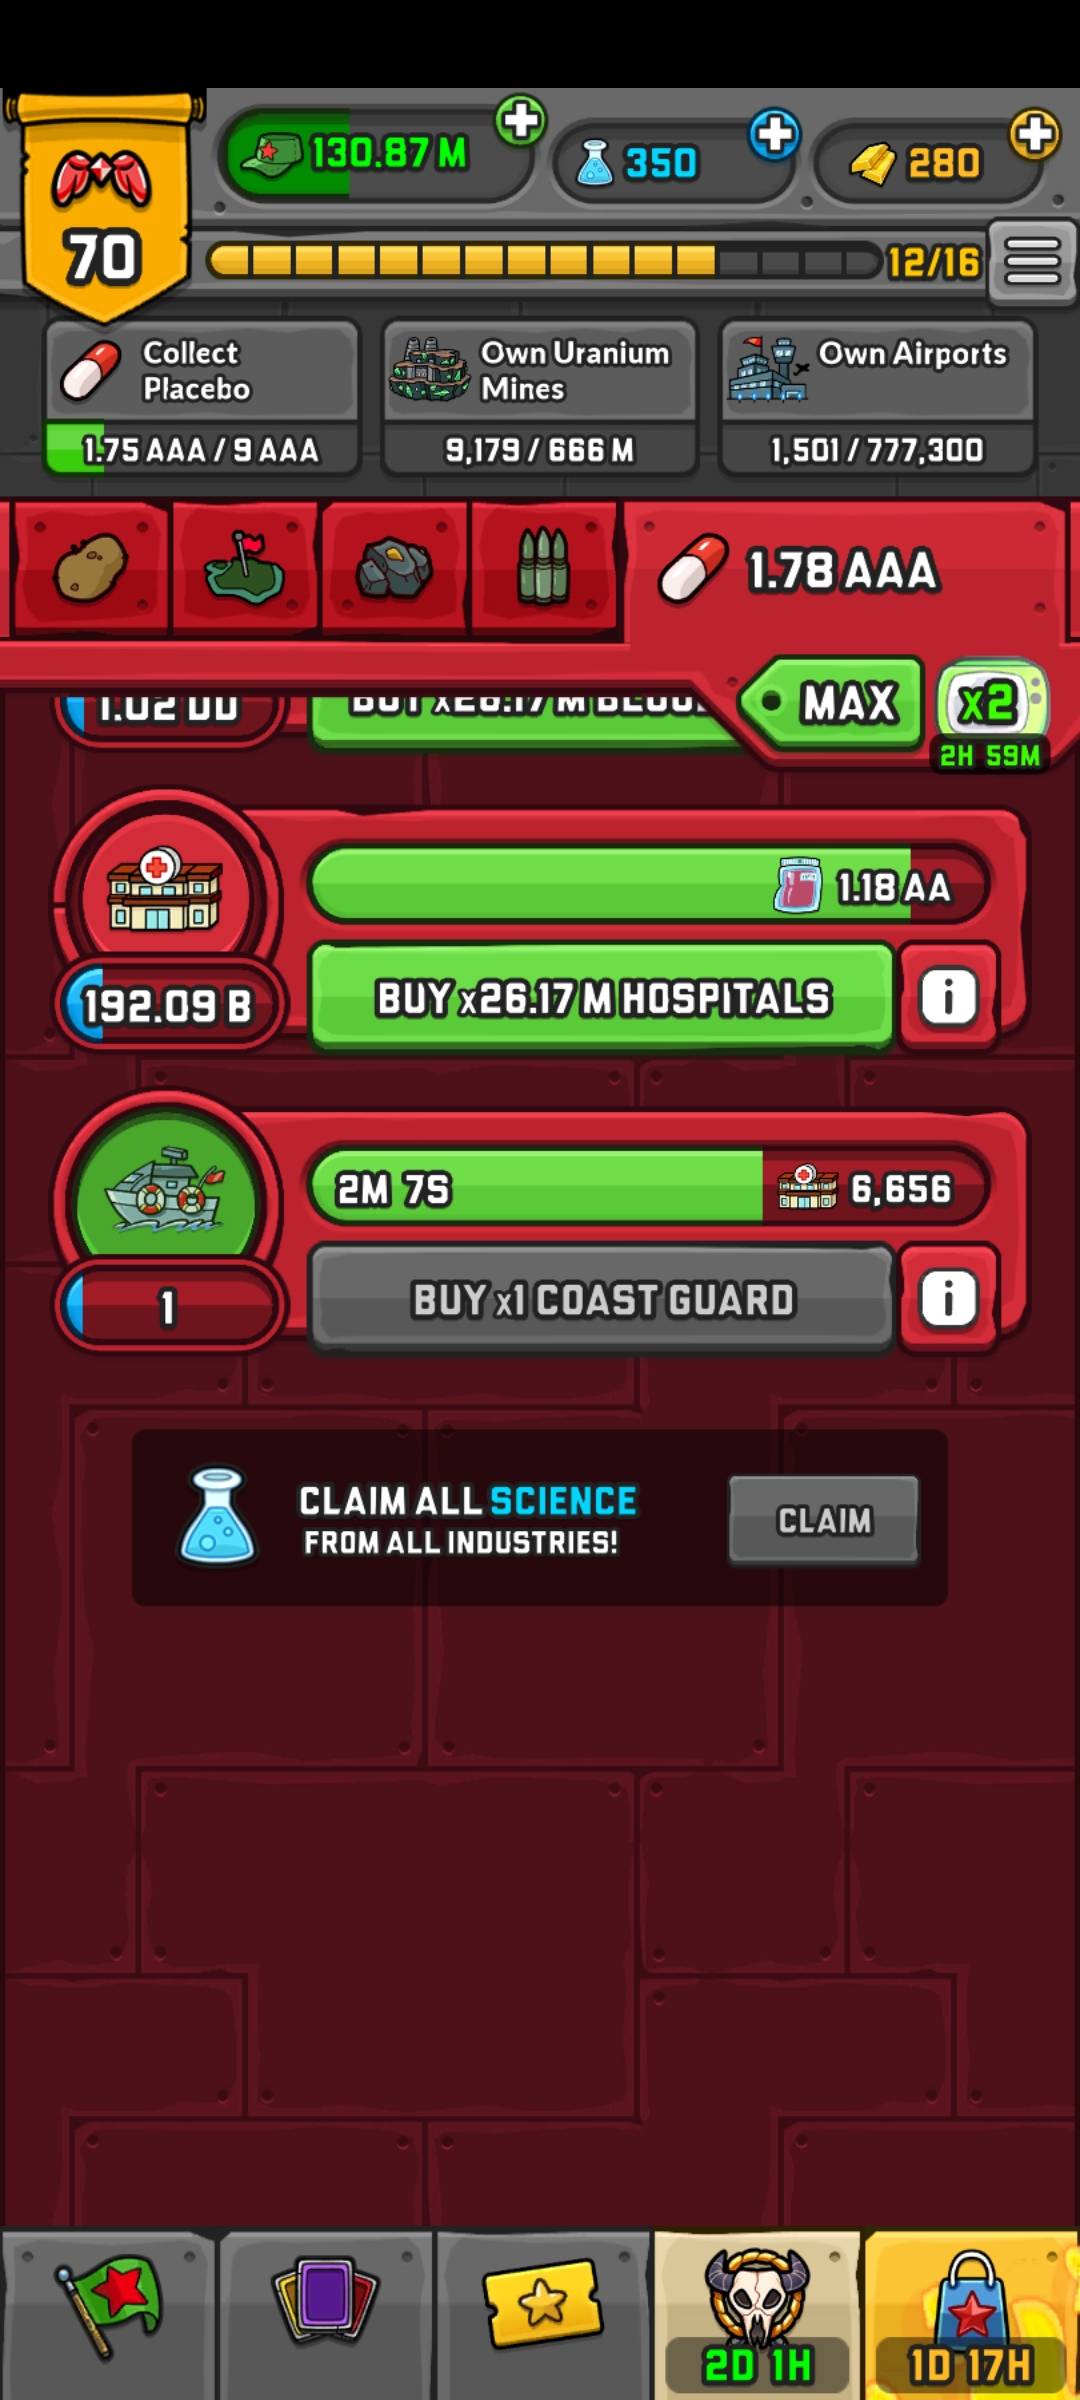 130.87 M
350
280
70
12/16
Collect
Placebo
1.75 AAA / 9 AAA
Own Uranium
Mines
9,179 / 666 M
Own Airports
1,501 / 777,300
1.78 AAA
MAX
x2
2H 59M
1.18 AA
192.09 B
BUY x26.17 M HOSPITALS
i
2M 7S
6,656
1
BUY x1 COAST GUARD
i
CLAIM ALL SCIENCE
FROM ALL INDUSTRIES!
CLAIM
2D 1H
1D 17H